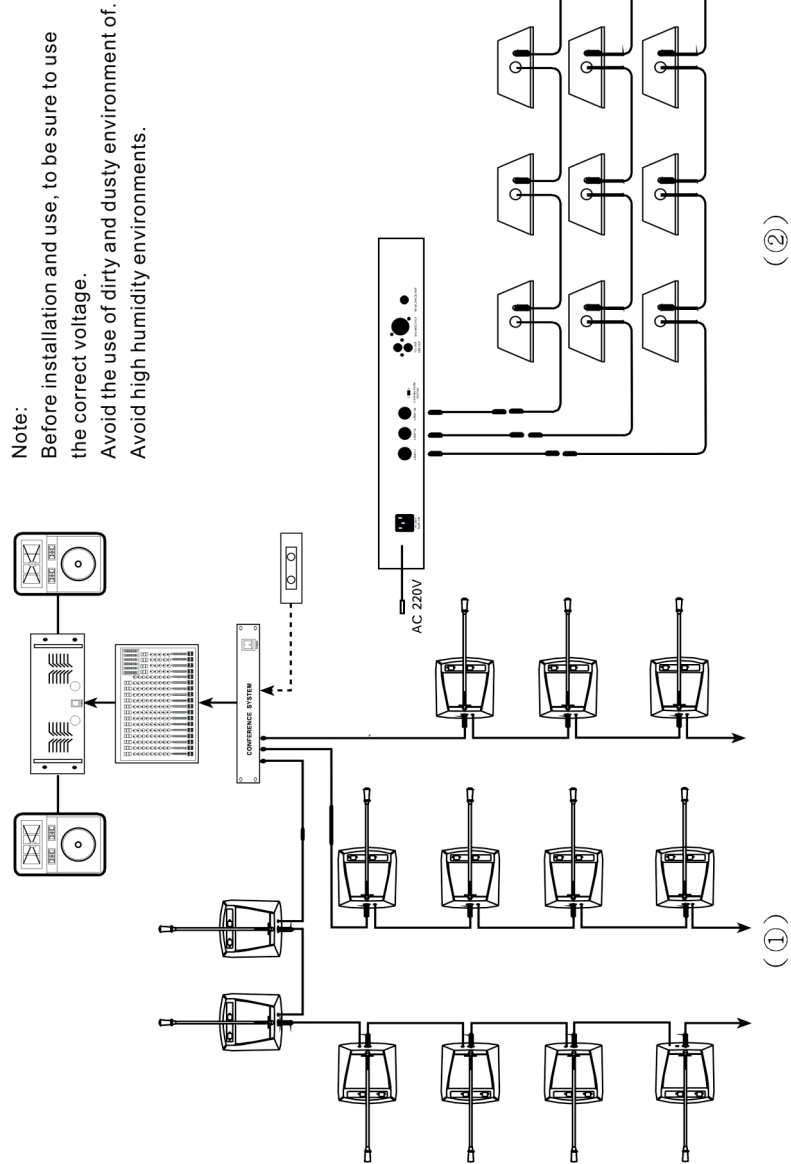 Note:
Before installation and use, to be sure to use
the correct voltage.
Avoid the use of dirty and dusty environment of.
Avoid high humidity environments.
CONFERENCE SYSTEM
AC 220V
(①)
(②)